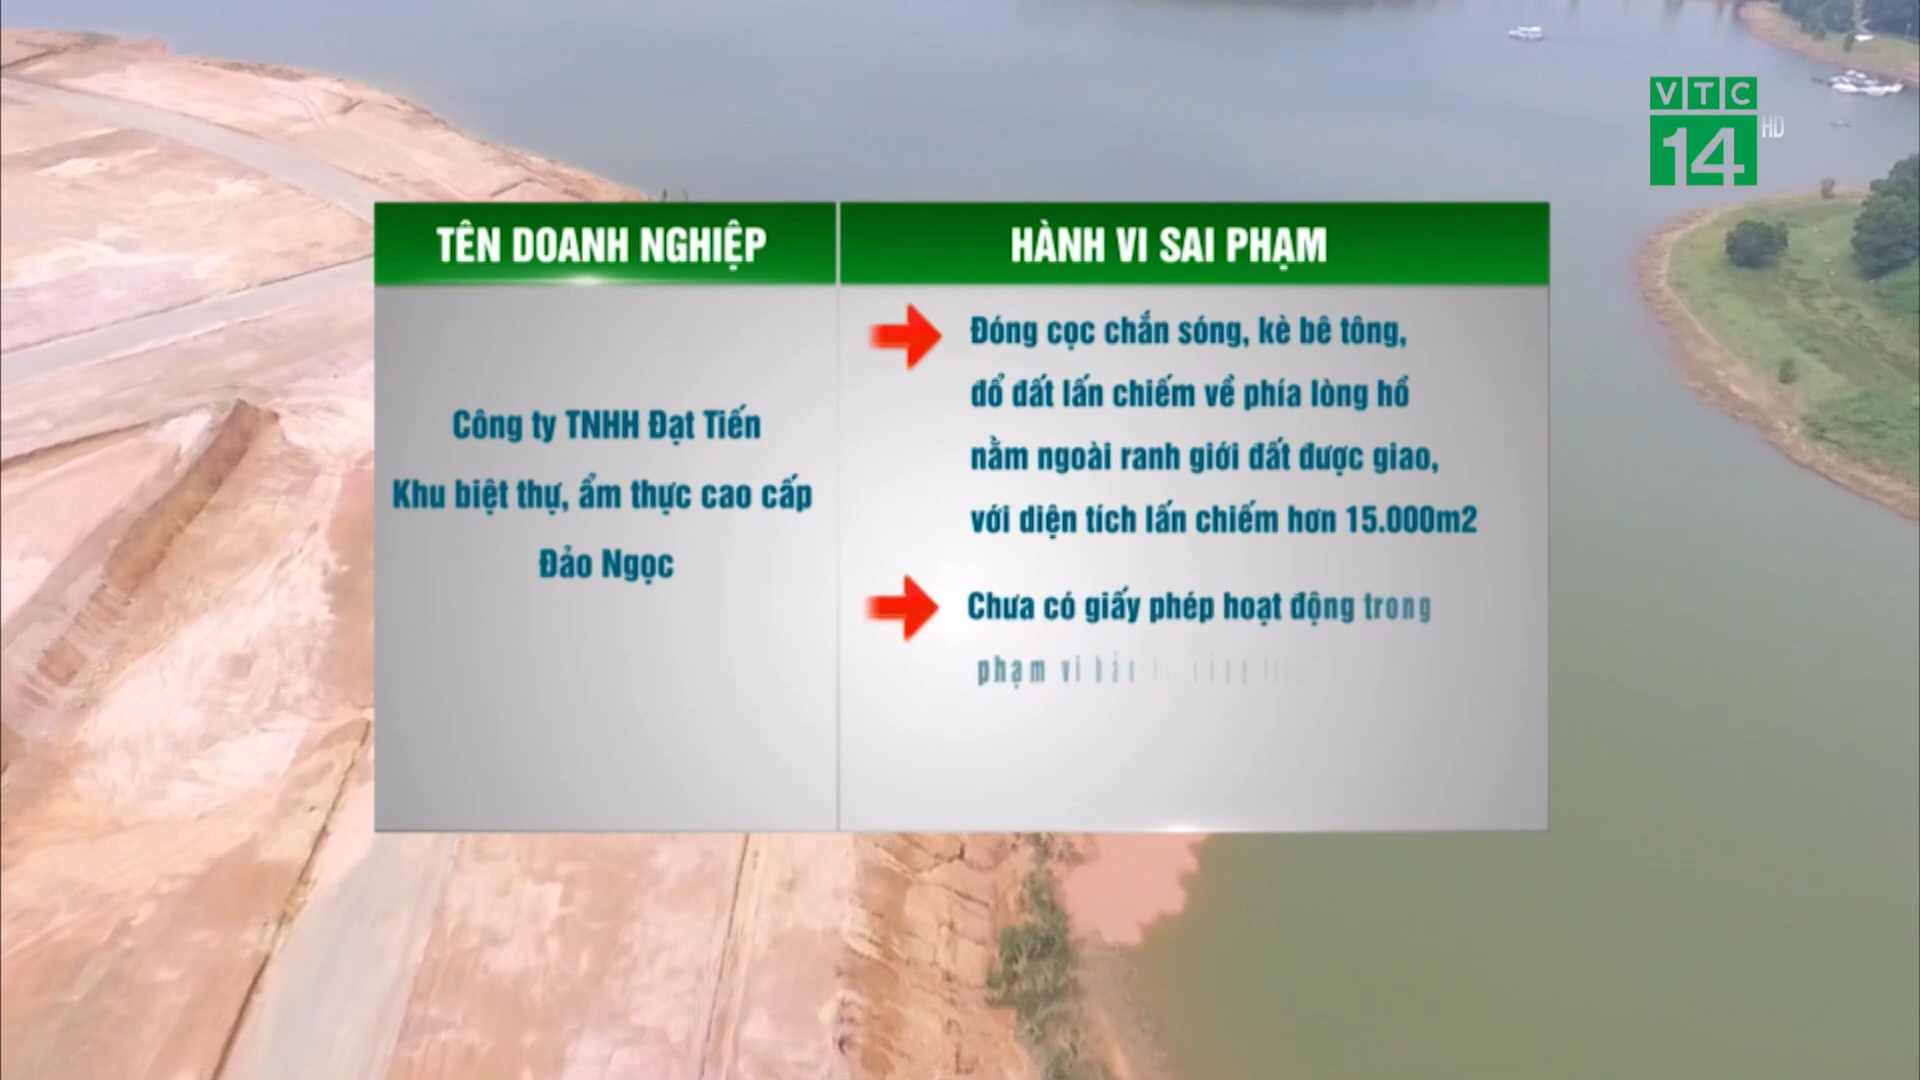 VTC
14 HD
TÊN DOANH NGHIỆP
HÀNH VI SAI PHẠM
Công ty TNHH Đạt Tiến
Khu biệt thự, ẩm thực cao cấp
Đảo Ngọc
Đóng cọc chắn sóng, kè bê tông,
đổ đất lấn chiếm về phía lòng hồ
nằm ngoài ranh giới đất được giao,
với diện tích lấn chiếm hơn 15.000m2
Chưa có giấy phép hoạt động trong
phạm vi bảo